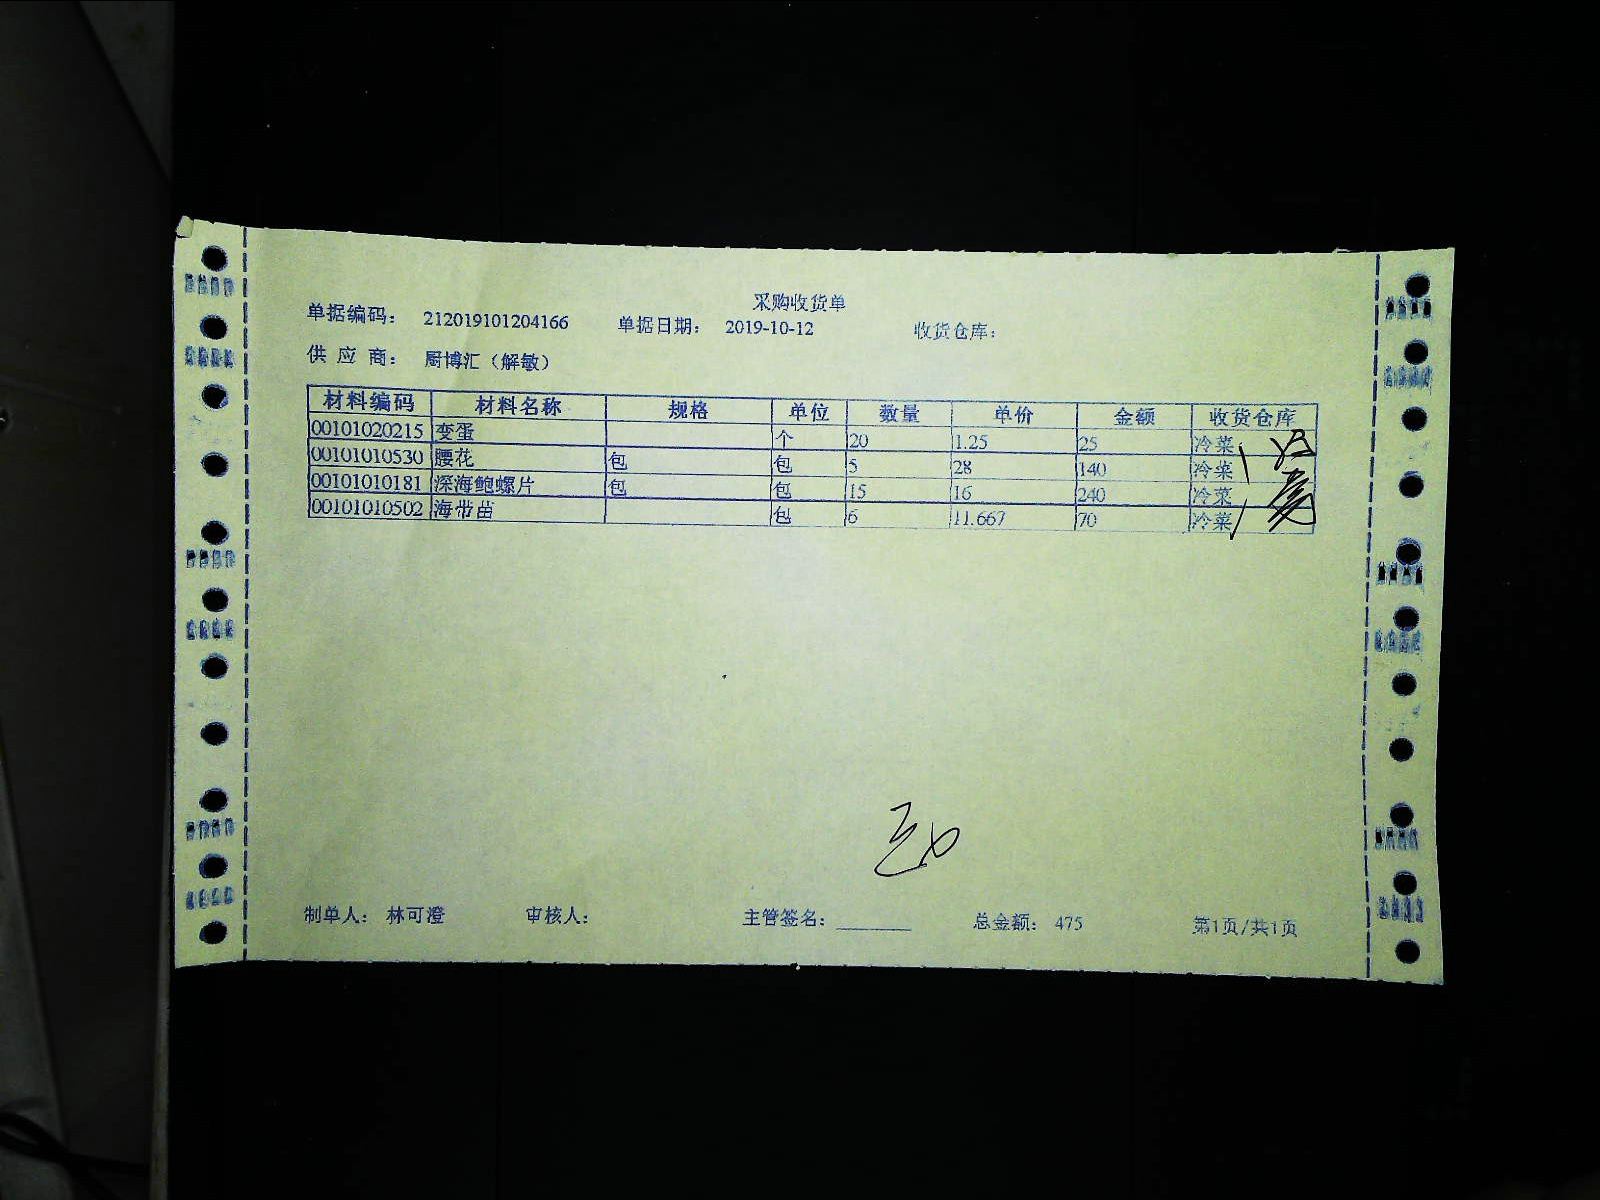 采购收货单
单据编码： 212019101204166 单据日期： 2019-10-12 收货仓库：
供 应 商： 厨博汇（解敏）
材料编码 材料名称 规格 单位 数量 单价 金额 收货仓库
00101020215 变蛋 个 20 1.25 25 冷菜
00101010530 腰花 包 包 5 28 140 冷菜
00101010181 深海鲍螺片 包 包 15 16 240 冷菜
00101010502 海带苗 包 6 11.667 70 冷菜
制单人： 林可澄 审核人： 主管签名： 总金额： 475 第1页/共1页